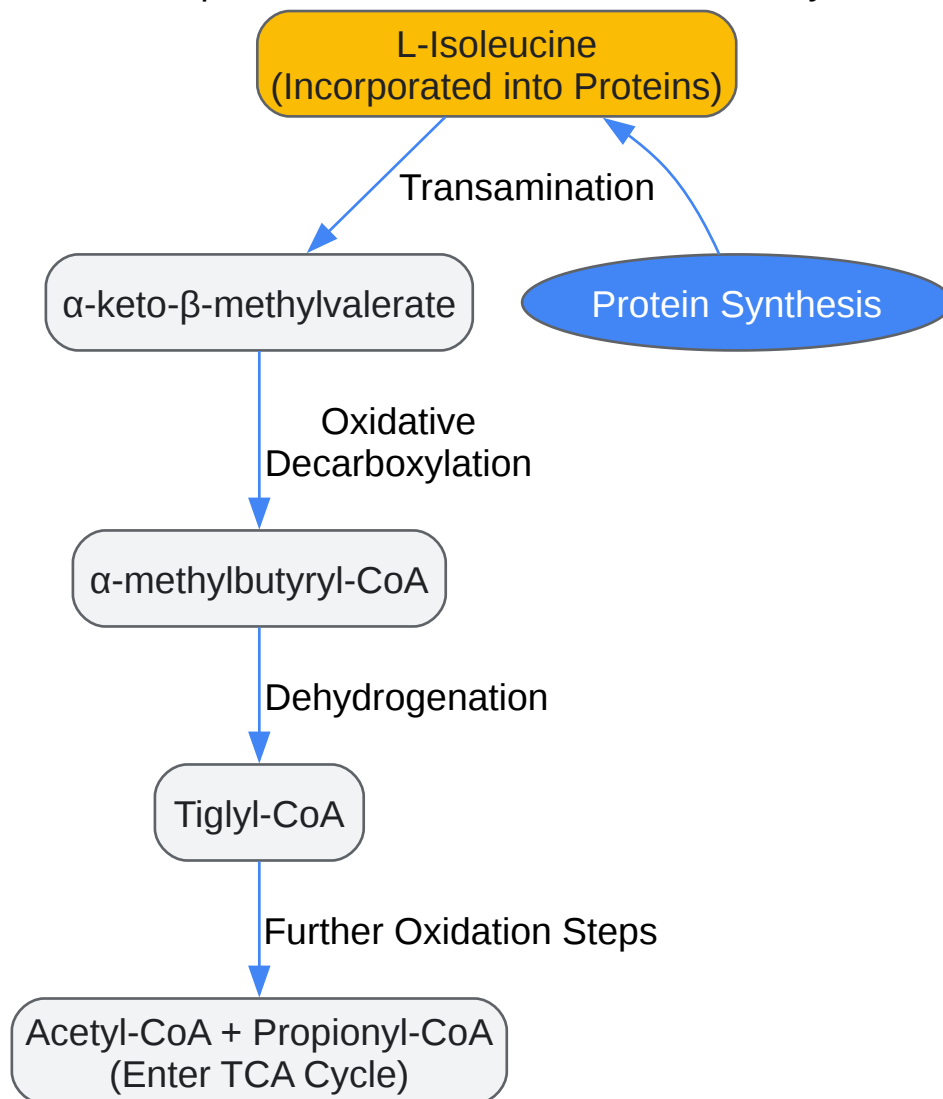 L-Isoleucine
(Incorporated into Proteins)
Transamination
α-keto-β-methylvalerate
Protein Synthesis
Oxidative
Decarboxylation
α-methylbutyryl-CoA
Dehydrogenation
Tiglyl-CoA
Further Oxidation Steps
Acetyl-CoA + Propionyl-CoA
(Enter TCA Cycle)